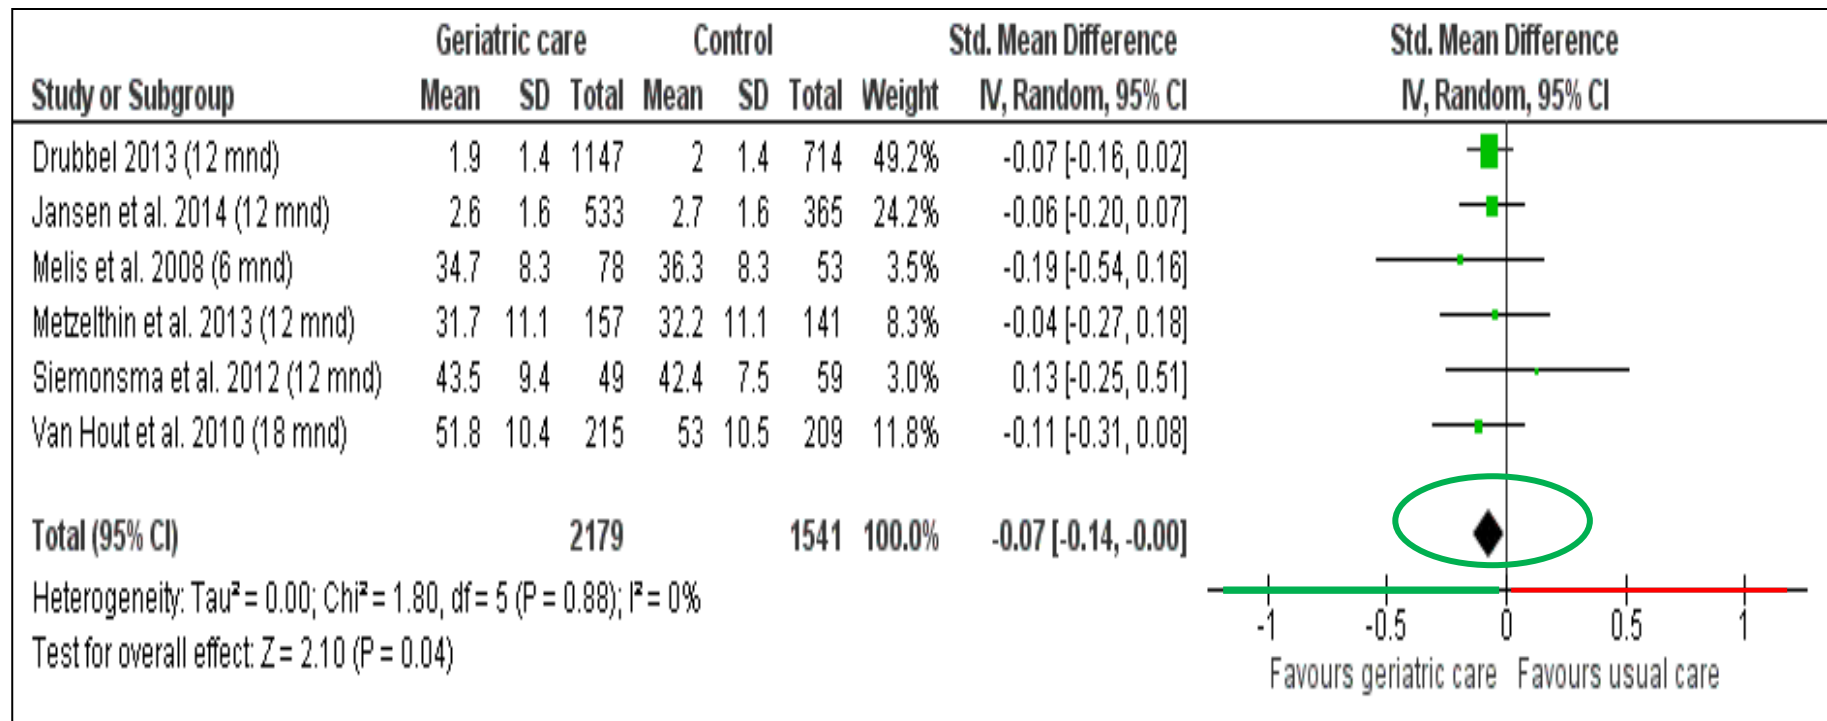 Geriatric care Control Std. Mean Difference Std. Mean Difference
Study or Subgroup Mean SD Total Mean SD Total Weight IV, Random, 95% CI IV, Random, 95% CI
Drubbel 2013 (12 mnd) 1.9 1.4 1147 2 1.4 714 49.2% -0.07 [-0.16, 0.02]
Jansen et al. 2014 (12 mnd) 2.6 1.6 533 2.7 1.6 365 24.2% -0.06 [-0.20, 0.07]
Melis et al. 2008 (6 mnd) 34.7 8.3 78 36.3 8.3 53 3.5% -0.19 [-0.54, 0.16]
Metzelthin et al. 2013 (12 mnd) 31.7 11.1 157 32.2 11.1 141 8.3% -0.04 [-0.27, 0.18]
Siemonsma et al. 2012 (12 mnd) 43.5 9.4 49 42.4 7.5 59 3.0% 0.13 [-0.25, 0.51]
Van Hout et al. 2010 (18 mnd) 51.8 10.4 215 53 10.5 209 11.8% -0.11 [-0.31, 0.08]
Total (95% CI) 2179 1541 100.0% -0.07 [-0.14, -0.00]
Heterogeneity: Tau² = 0.00; Chi² = 1.80, df = 5 (P = 0.88); I² = 0%
Test for overall effect: Z = 2.10 (P = 0.04)
-1 -0.5 0 0.5 1
Favours geriatric care Favours usual care